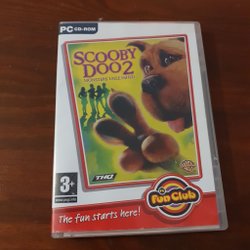 PC CD-ROM
SCOOBY
DOO 2
MONSTERS UNLEASHED
3+
THQ
Fun Club
The fun starts here!